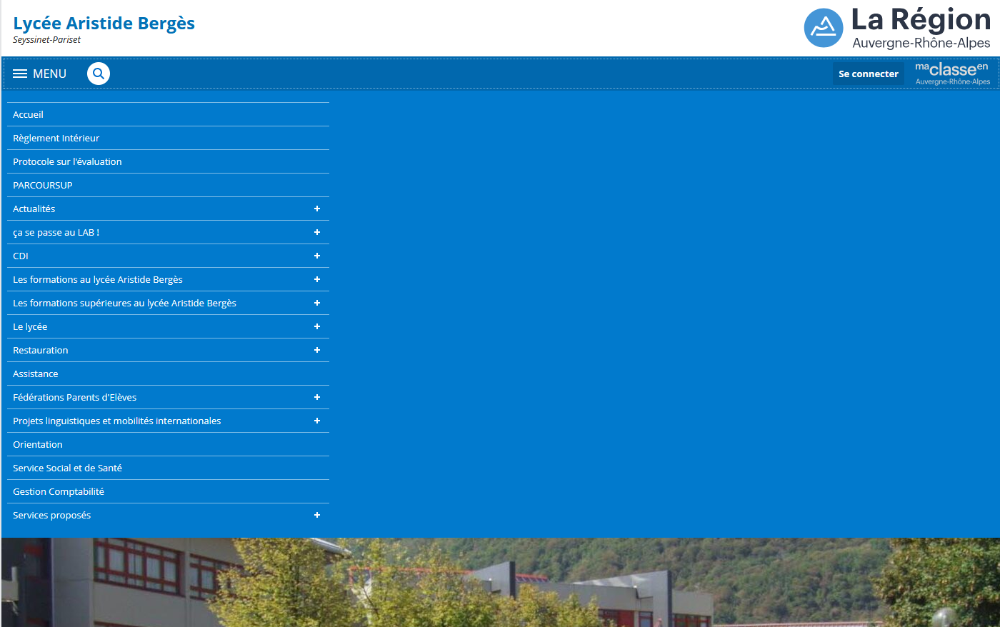 Lycée Aristide Bergès
Seyssinet-Pariset
La Région
Auvergne-Rhône-Alpes
MENU
Se connecter
ma classe en
Auvergne-Rhône-Alpes
Accueil
Règlement Intérieur
Protocole sur l'évaluation
PARCOURSUP
Actualités
ça se passe au LAB !
CDI
Les formations au lycée Aristide Bergès
Les formations supérieures au lycée Aristide Bergès
Le lycée
Restauration
Assistance
Fédérations Parents d'Elèves
Projets linguistiques et mobilités internationales
Orientation
Service Social et de Santé
Gestion Comptabilité
Services proposés